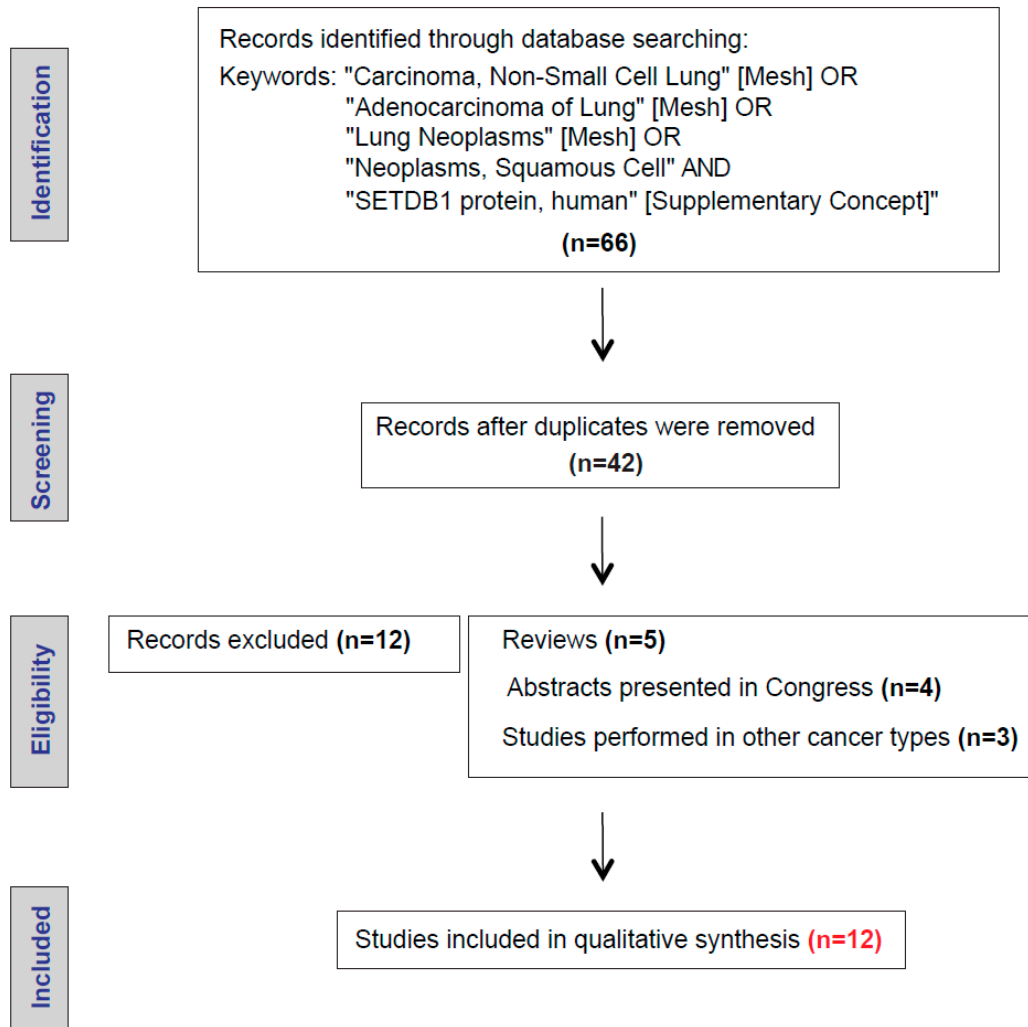 Identification
Records identified through database searching:
Keywords: "Carcinoma, Non-Small Cell Lung" [Mesh] OR
"Adenocarcinoma of Lung" [Mesh] OR
"Lung Neoplasms" [Mesh] OR
"Neoplasms, Squamous Cell" AND
"SETDB1 protein, human" [Supplementary Concept]"
(n=66)
Screening
Records after duplicates were removed
(n=42)
Eligibility
Records excluded (n=12)
Reviews (n=5)
Abstracts presented in Congress (n=4)
Studies performed in other cancer types (n=3)
Included
Studies included in qualitative synthesis (n=12)